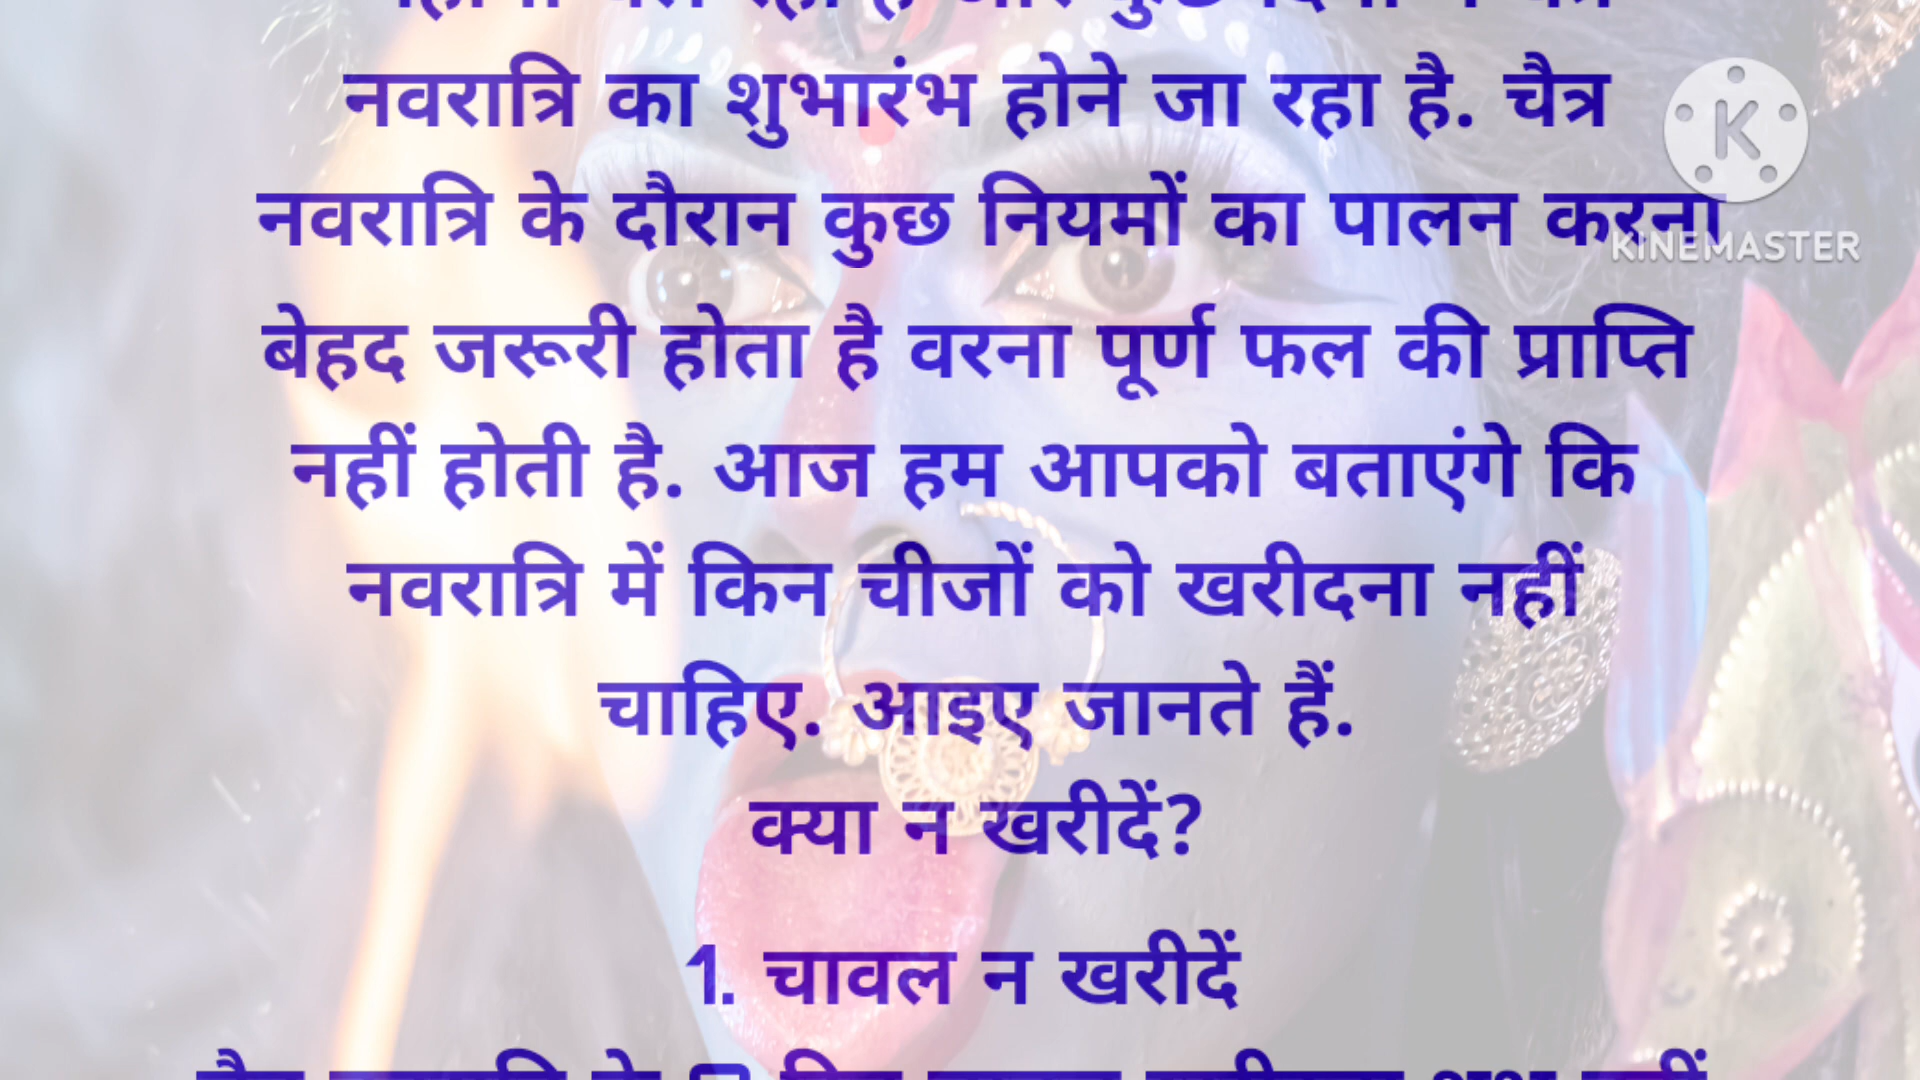 नवरात्रि का शुभारंभ होने जा रहा है. चैत्र
नवरात्रि के दौरान कुछ नियमों का पालन करना
बेहद जरूरी होता है वरना पूर्ण फल की प्राप्ति
नहीं होती है. आज हम आपको बताएंगे कि
नवरात्रि में किन चीजों को खरीदना नहीं
चाहिए. आइए जानते हैं.
क्या न खरीदें?
1. चावल न खरीदें
K
KINEMASTER